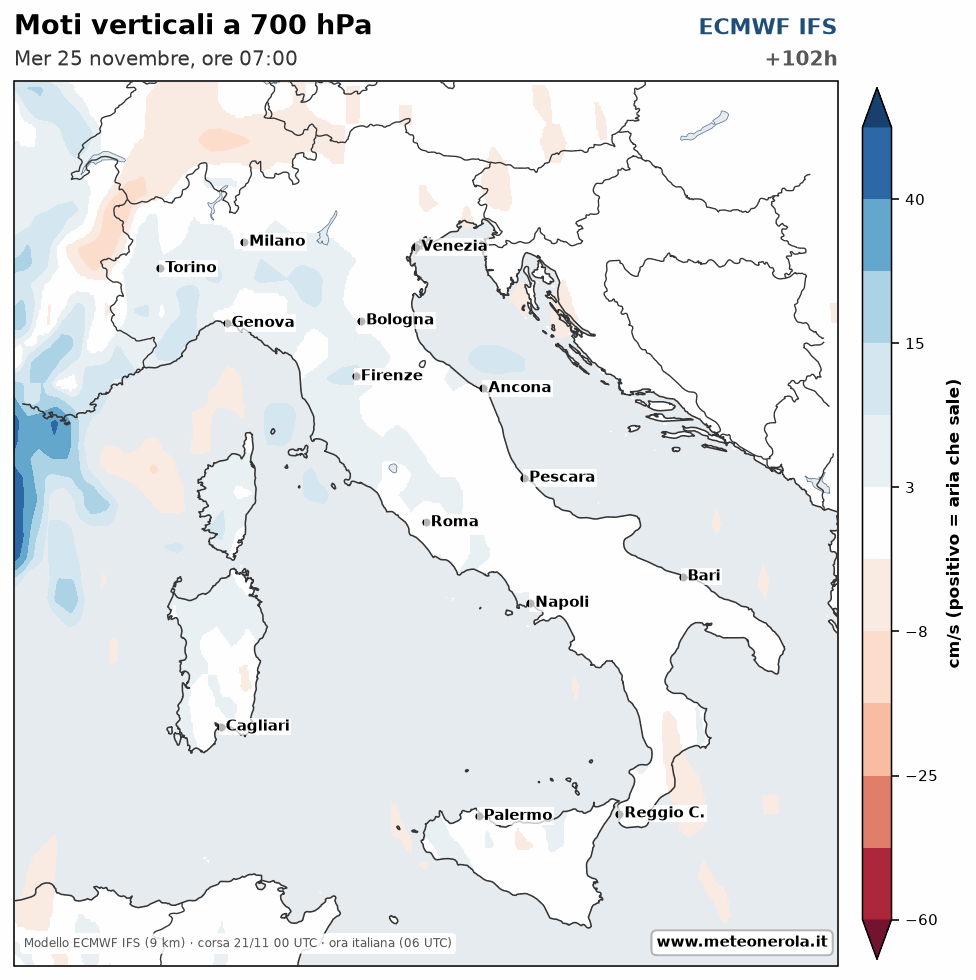 Moti verticali a 700 hPa
ECMWF IFS
Mer 25 novembre, ore 07:00
+102h
Milano
Venezia
Torino
Genova
Bologna
Firenze
Ancona
Pescara
Roma
Bari
Napoli
Cagliari
Palermo
Reggio C.
40
15
3
−8
−25
−60
cm/s (positivo = aria che sale)
Modello ECMWF IFS (9 km) · corsa 21/11 00 UTC · ora italiana (06 UTC)
www.meteonerola.it